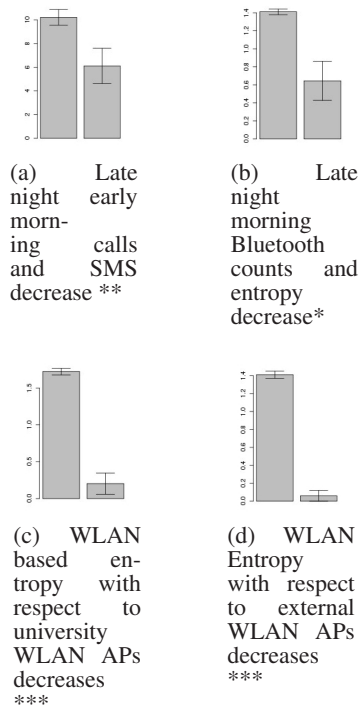 10
8
6
4
2
0
1.4
1.2
1.0
0.8
0.6
0.4
0.2
0.0
(a) Late
night early
morn-
ing calls
and SMS
decrease **
(b) Late
night
morning
Bluetooth
counts and
entropy
decrease*
1.5
1.0
0.5
0.0
1.4
1.2
1.0
0.8
0.6
0.4
0.2
0.0
(c) WLAN
based en-
tropy with
respect to
university
WLAN APs
decreases
***
(d) WLAN
Entropy
with respect
to external
WLAN APs
decreases
***